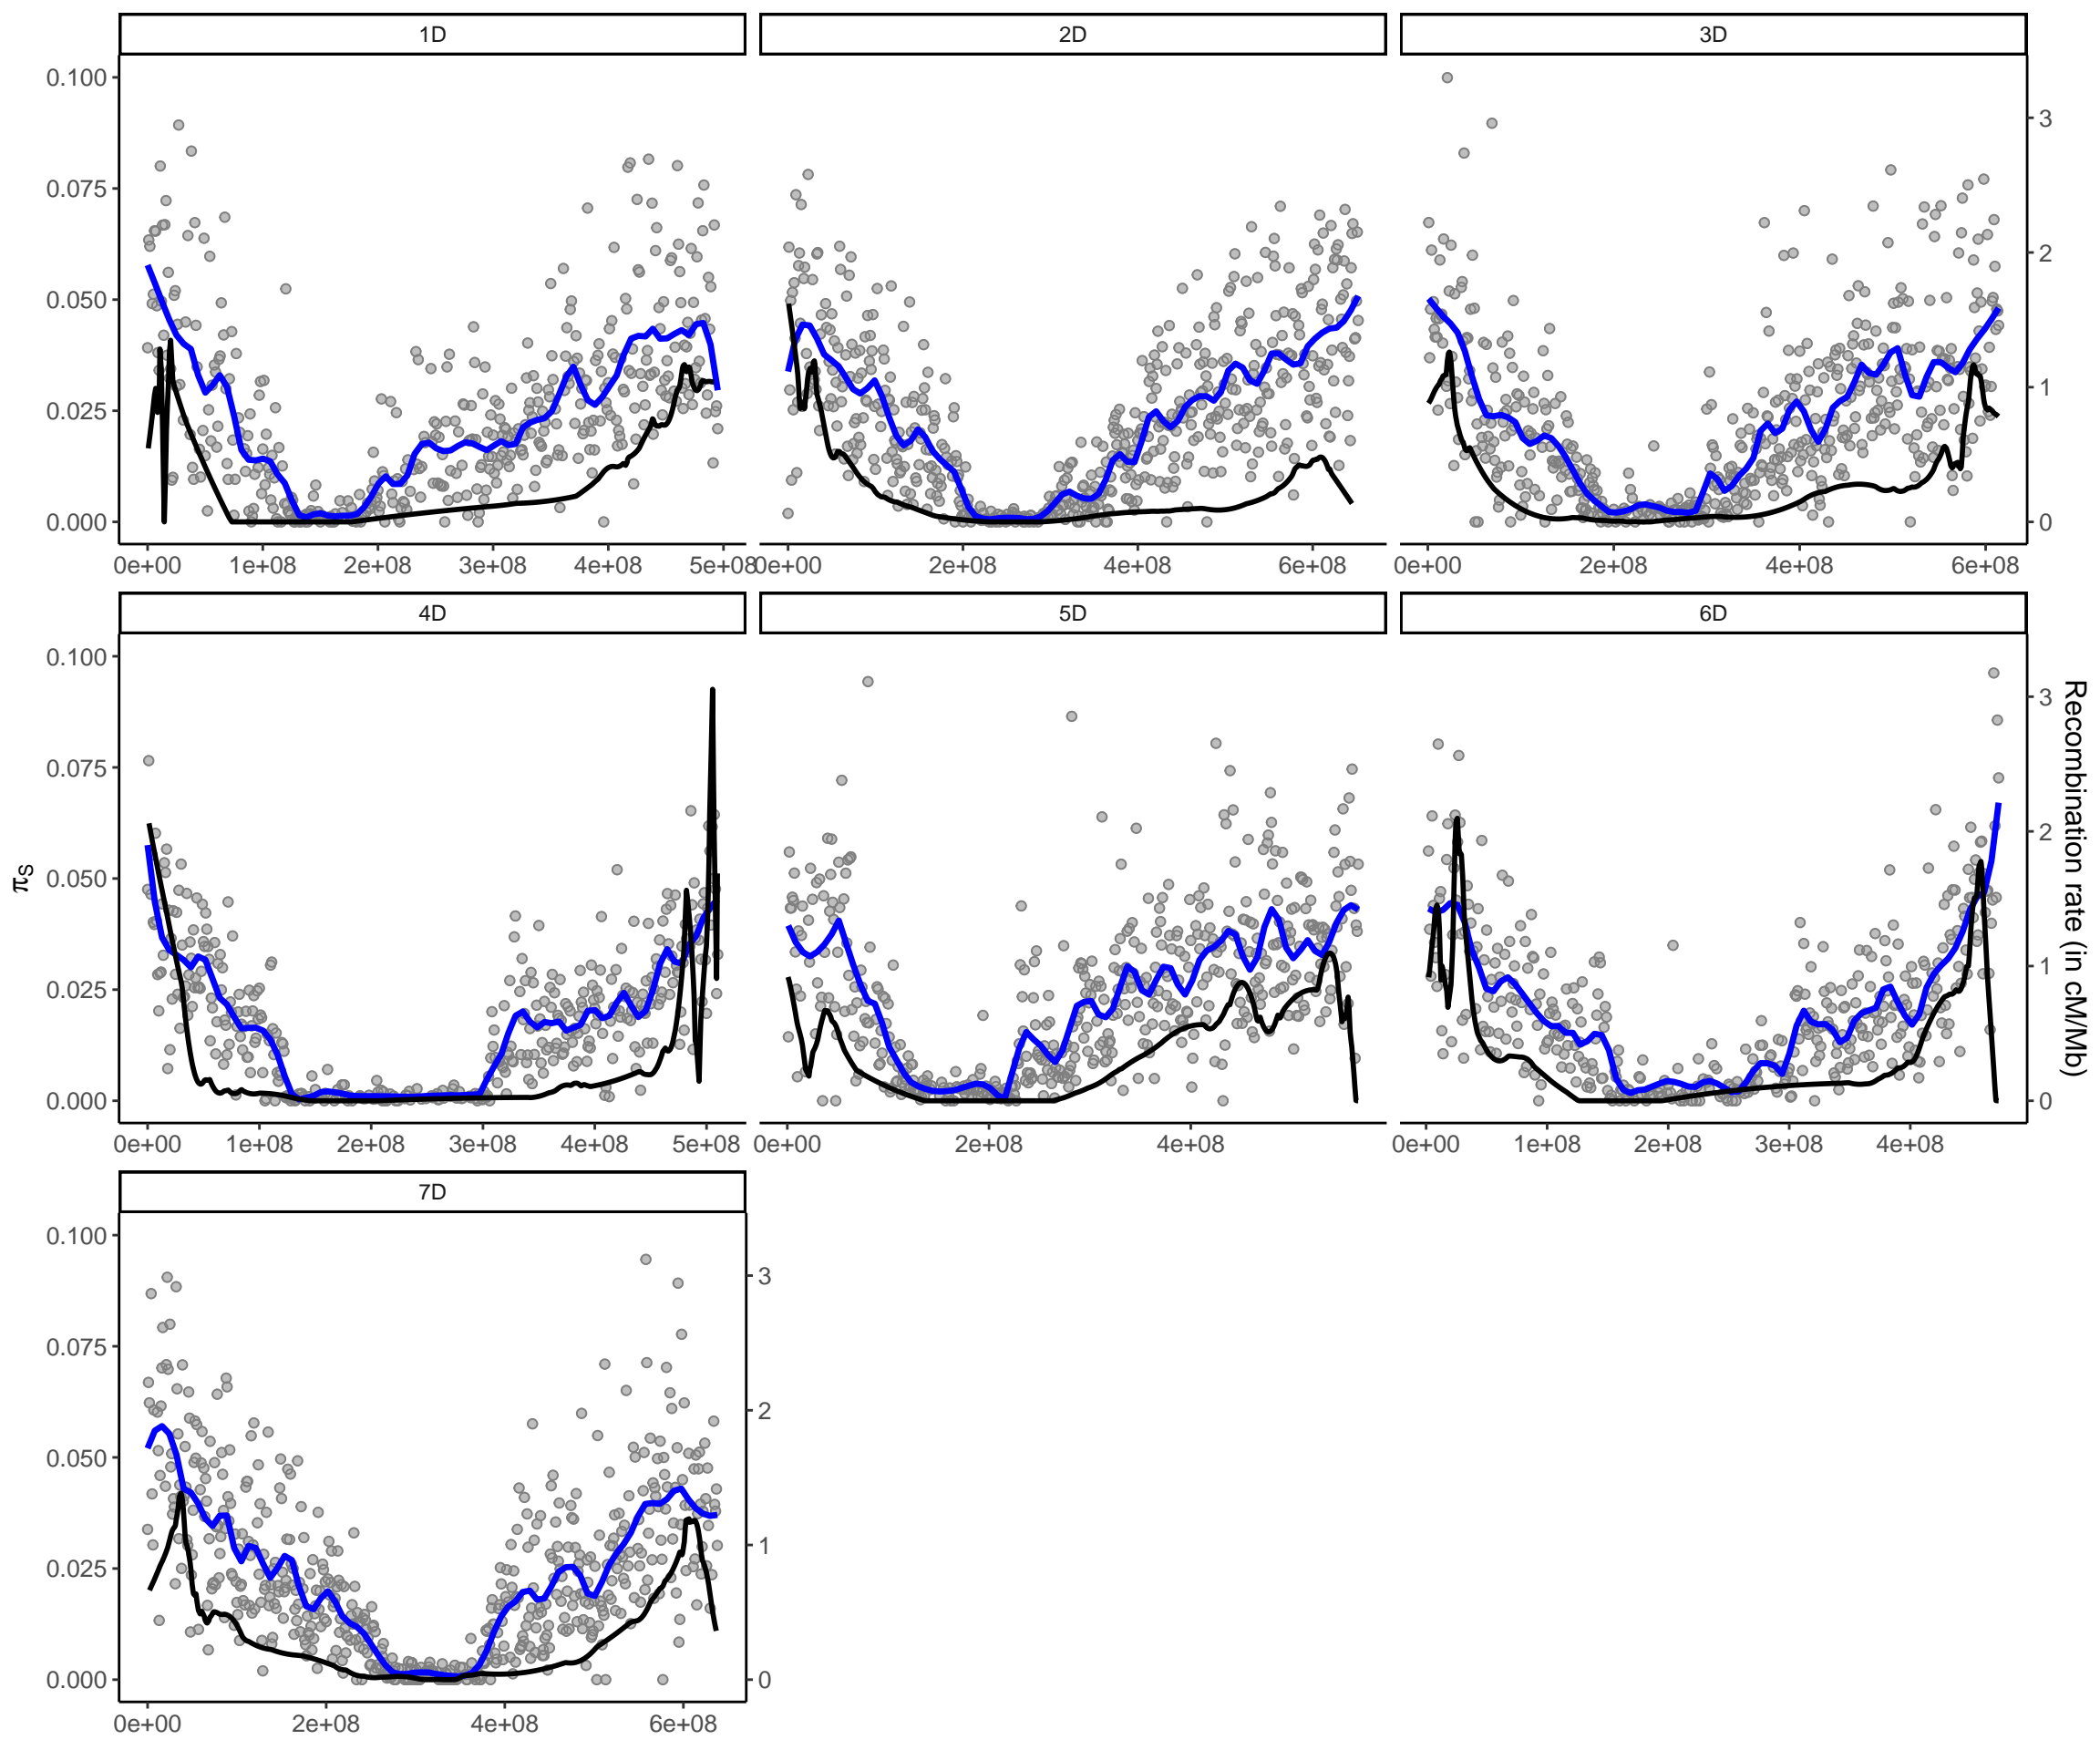 1D
2D
3D
0.100
0.075
0.050
0.025
0.000
3
2
1
0
0e+00 1e+08 2e+08 3e+08 4e+08 5e+08
0e+00 2e+08 4e+08 6e+08
0e+00 2e+08 4e+08 6e+08
4D
5D
6D
πS
0.100
0.075
0.050
0.025
0.000
3
2
1
0
Recombination rate (in cM/Mb)
0e+00 1e+08 2e+08 3e+08 4e+08 5e+08
0e+00 2e+08 4e+08
0e+00 1e+08 2e+08 3e+08 4e+08
7D
0.100
0.075
0.050
0.025
0.000
3
2
1
0
0e+00 2e+08 4e+08 6e+08